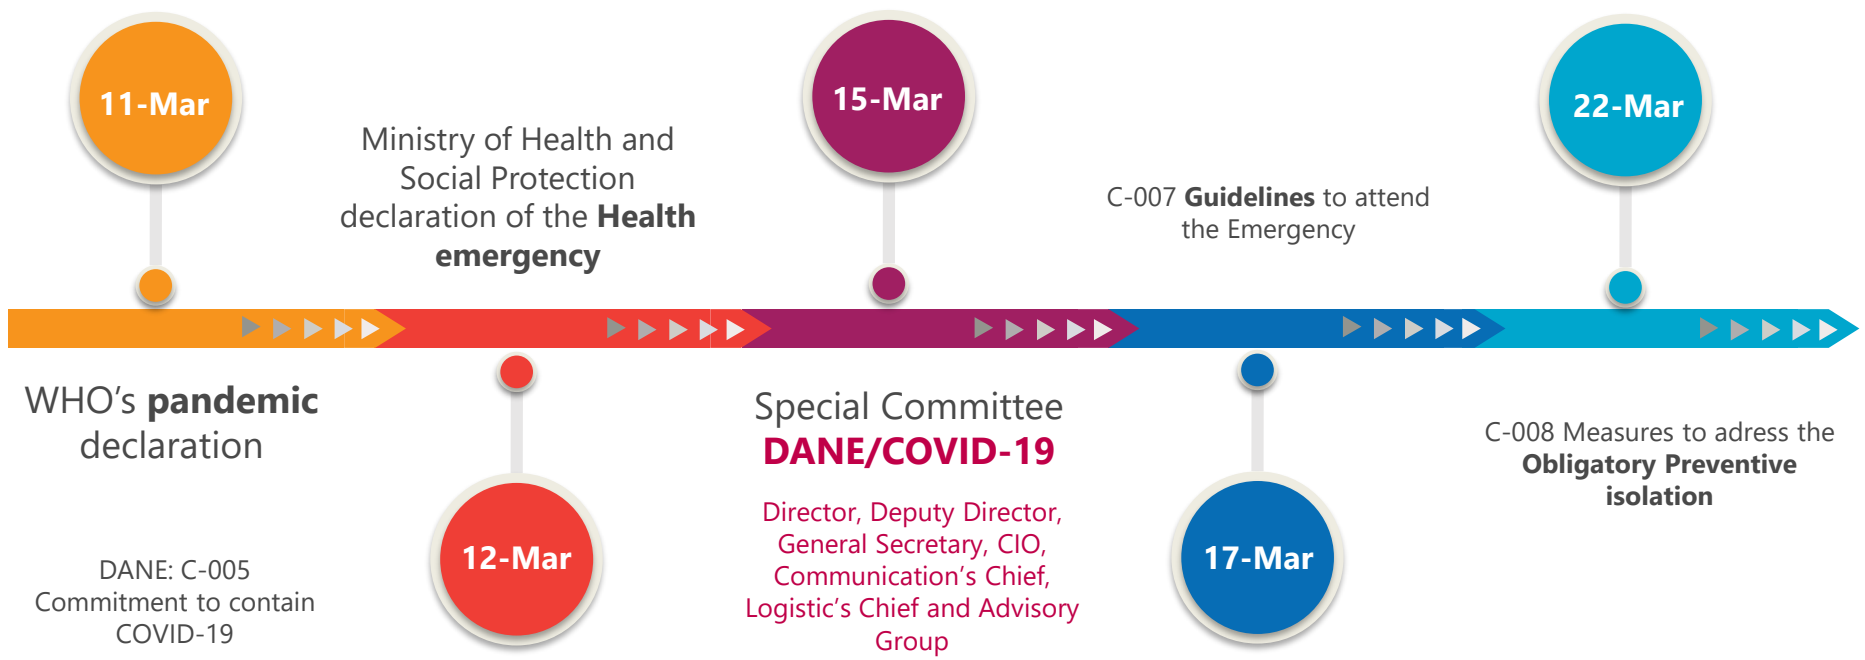 11-Mar
WHO's pandemic
declaration
DANE: C-005
Commitment to contain
COVID-19
Ministry of Health and
Social Protection
declaration of the Health
emergency
12-Mar
15-Mar
Special Committee
DANE/COVID-19
Director, Deputy Director,
General Secretary, CIO,
Communication's Chief,
Logistic's Chief and Advisory
Group
C-007 Guidelines to attend
the Emergency
17-Mar
22-Mar
C-008 Measures to adress the
Obligatory Preventive
isolation